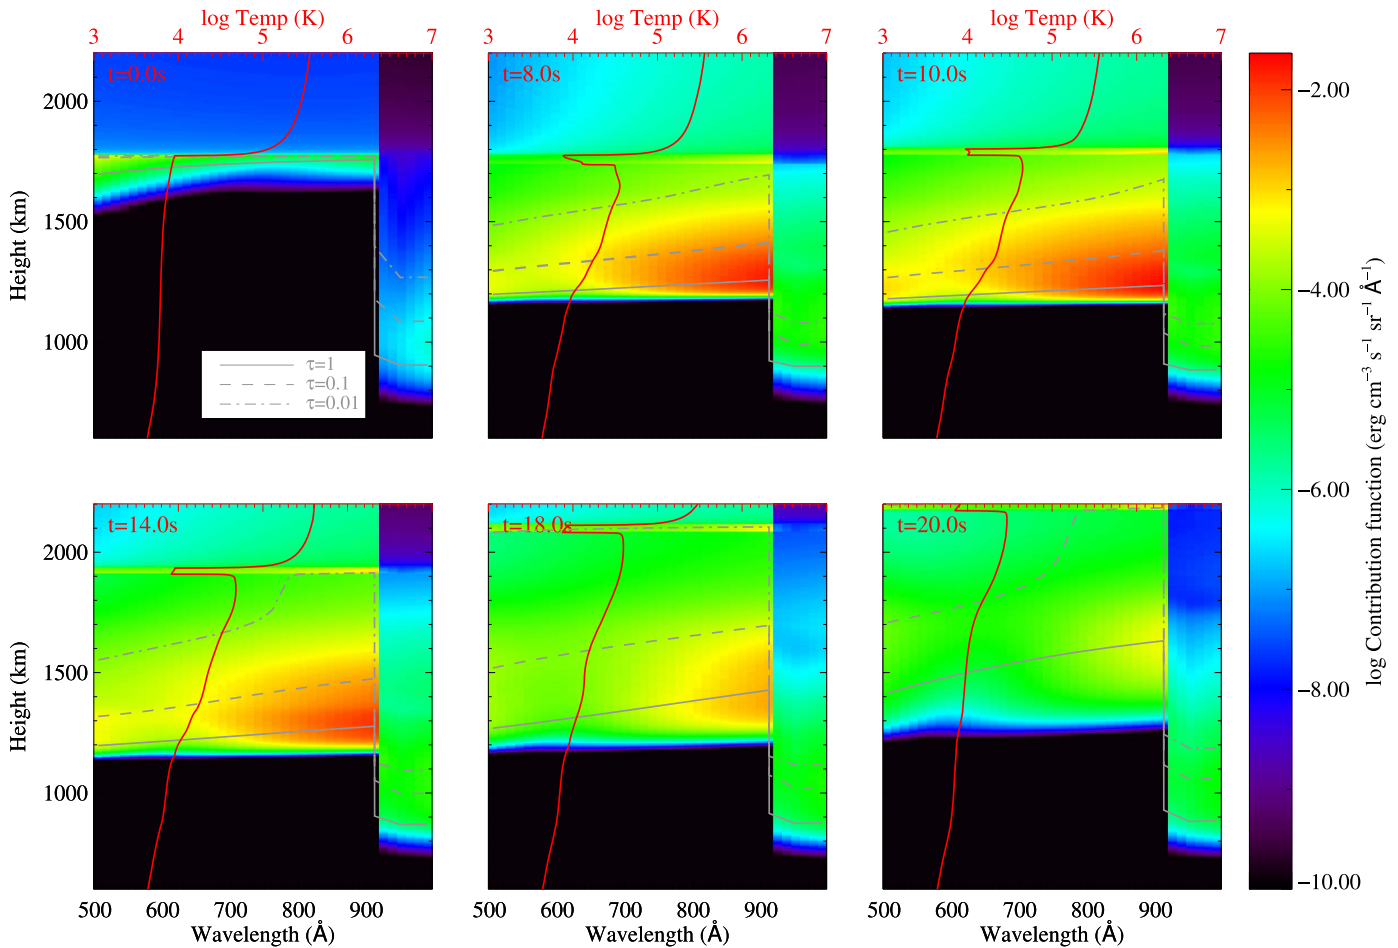 log Temp (K) log Temp (K) log Temp (K)
3 4 5 6 7 3 4 5 6 7 3 4 5 6 7
t=0.0s t=8.0s t=10.0s
2000
1500
1000
Height (km)
τ=1
τ=0.1
τ=0.01
t=14.0s t=18.0s t=20.0s
2000
1500
1000
Height (km)
500 600 700 800 900 500 600 700 800 900 500 600 700 800 900
Wavelength (Å) Wavelength (Å) Wavelength (Å)
−2.00
−4.00
−6.00
−8.00
−10.00
log Contribution function (erg cm⁻³ s⁻¹ sr⁻¹ Å⁻¹)